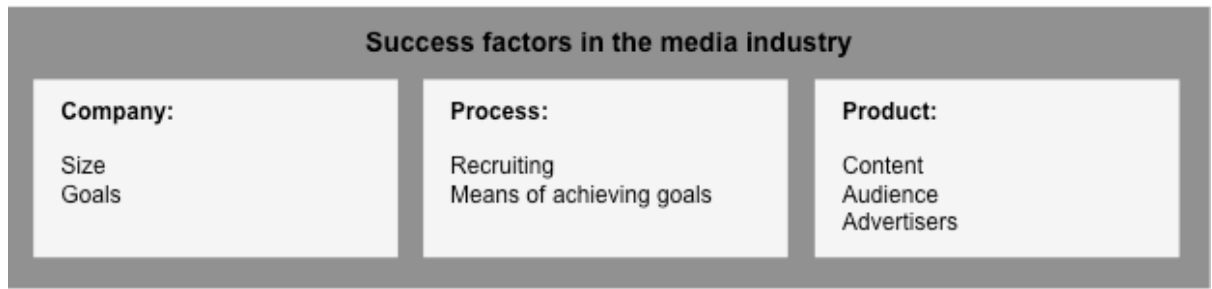 Success factors in the media industry
Company:
Size
Goals
Process:
Recruiting
Means of achieving goals
Product:
Content
Audience
Advertisers